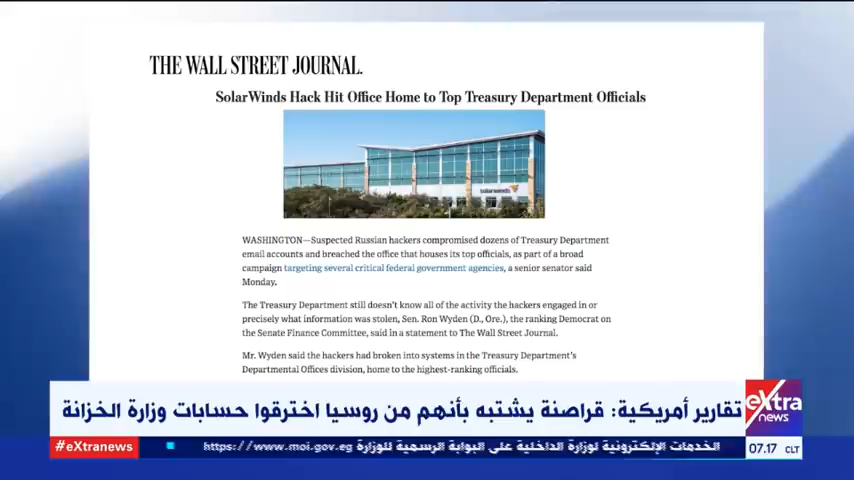 THE WALL STREET JOURNAL.
SolarWinds Hack Hit Office Home to Top Treasury Department Officials
solarwinds
WASHINGTON—Suspected Russian hackers compromised dozens of Treasury Department
email accounts and breached the office that houses its top officials, as part of a broad
campaign targeting several critical federal government agencies, a senior senator said
Monday.
The Treasury Department still doesn't know all of the activity the hackers engaged in or
precisely what information was stolen, Sen. Ron Wyden (D., Ore.), the ranking Democrat on
the Senate Finance Committee, said in a statement to The Wall Street Journal.
Mr. Wyden said the hackers had broken into systems in the Treasury Department's
Departmental Offices division, home to the highest-ranking officials.
تقارير أمريكية: قراصنة يشتبه بأنهم من روسيا اخترقوا حسابات وزارة الخزانة
eXtra
news
#eXtranews
الخدمات الإلكترونية لوزارة الداخلية على البوابة الرسمية للوزارة https://www.moi.gov.eg
07.17 CLT